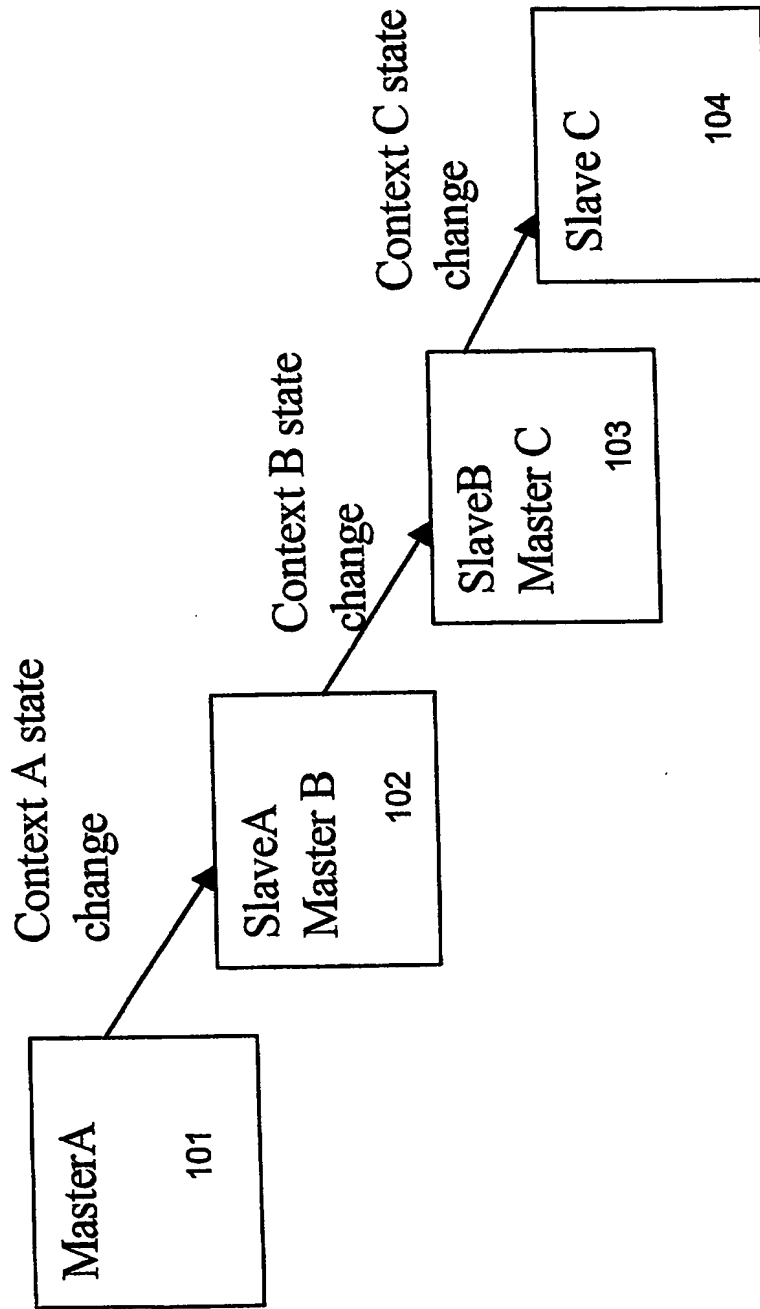 MasterA
101
Context A state
change
SlaveA
Master B
102
Context B state
change
SlaveB
Master C
103
Context C state
change
Slave C
104